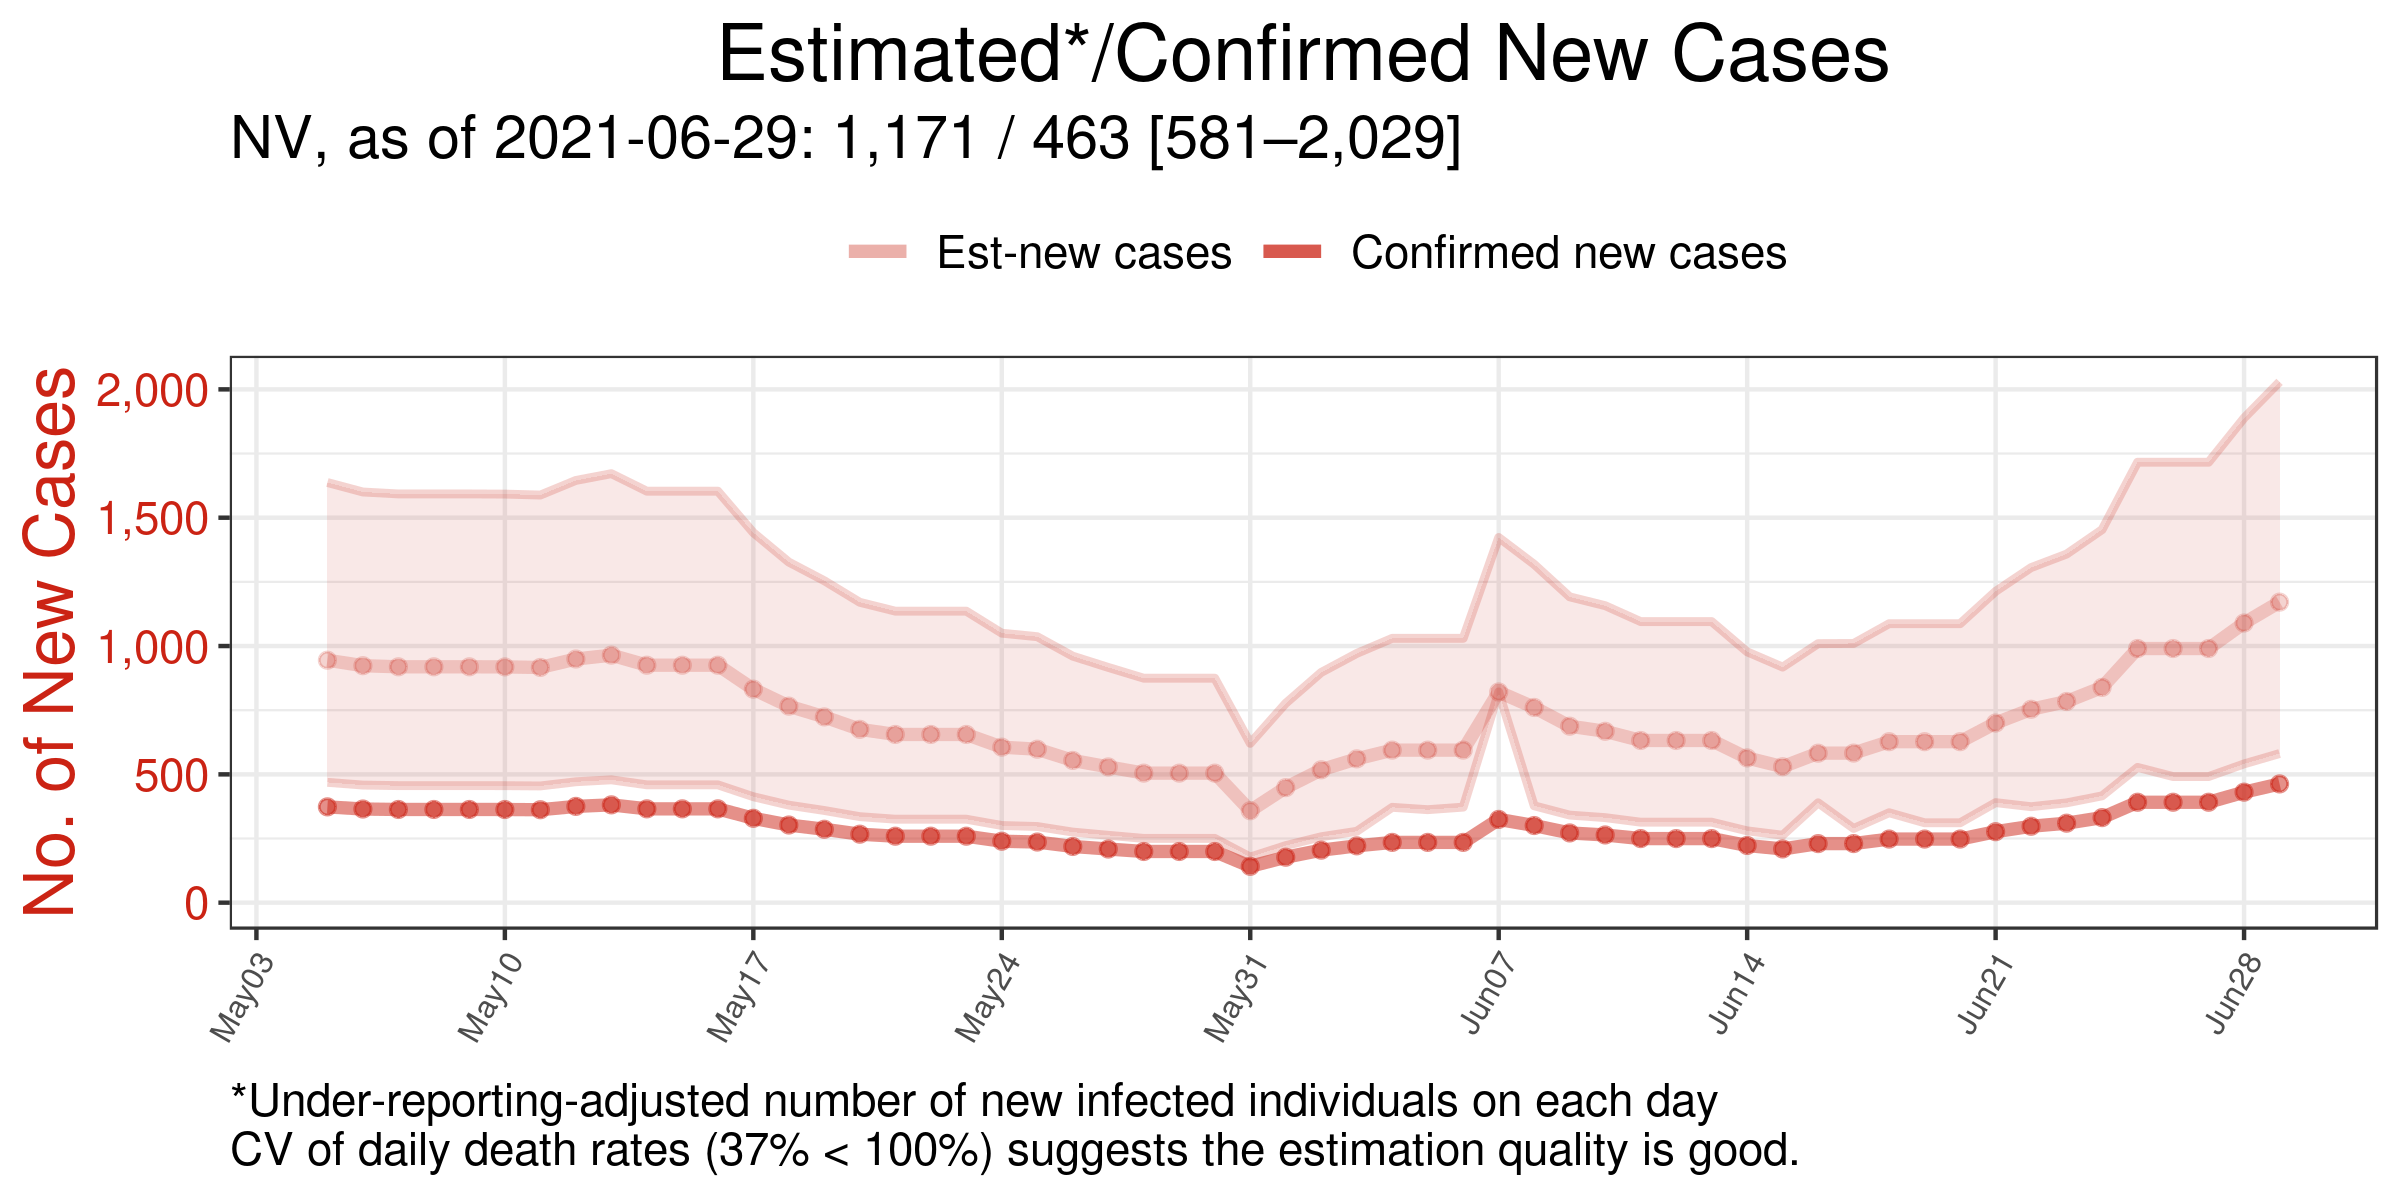 Estimated*/Confirmed New Cases
NV, as of 2021-06-29: 1,171 / 463 [581–2,029]
Est-new cases Confirmed new cases
No. of New Cases
2,000
1,500
1,000
500
0
May03 May10 May17 May24 May31 Jun07 Jun14 Jun21 Jun28
*Under-reporting-adjusted number of new infected individuals on each day
CV of daily death rates (37% < 100%) suggests the estimation quality is good.